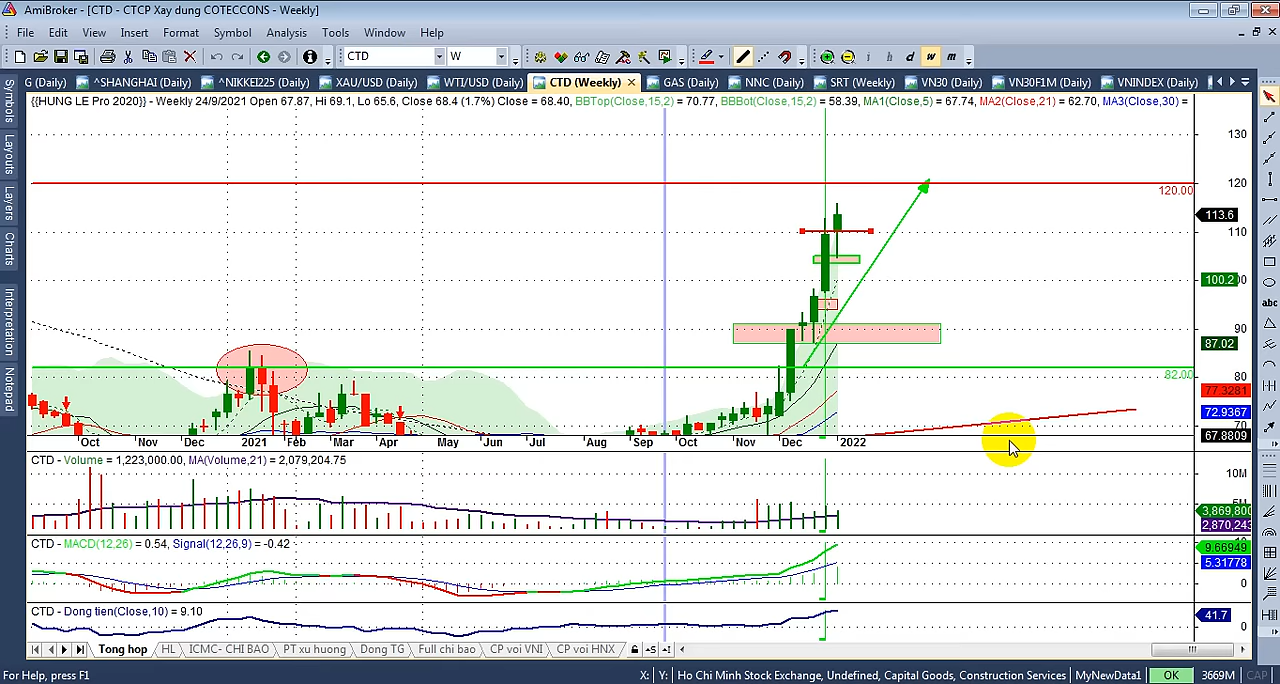 AmiBroker - [CTD - CTCP Xay dung COTECCONS - Weekly]
File Edit View Insert Format Symbol Analysis Tools Window Help
CTD W i h d w m
G (Daily) ^SHANGHAI (Daily) ^NIKKEI225 (Daily) XAU/USD (Daily) WTI/USD (Daily) CTD (Weekly) GAS (Daily) NNC (Daily) SRT (Weekly) VN30 (Daily) VN30F1M (Daily) VNINDEX (Daily)
Symbols
Layouts
Layers
Charts
Interpretation
Notepad
{{HUNG LE Pro 2020}} - Weekly 24/9/2021 Open 67.87, Hi 69.1, Lo 65.6, Close 68.4 (1.7%) Close = 68.40, BBTop(Close,15,2) = 70.77, BBBot(Close,15,2) = 58.39, MA1(Close,5) = 67.74, MA2(Close,21) = 62.70, MA3(Close,30) =
130
120
120.00
113.6
110
100.2
90
87.02
82.00
80
77.3281
72.9367
70
67.8809
abc
Oct Nov Dec 2021 Feb Mar Apr May Jun Jul Aug Sep Oct Nov Dec 2022
CTD - Volume = 1,223,000.00, MA(Volume,21) = 2,079,204.75
10M
5M
3,869,800
2,870,243
CTD - MACD(12,26) = 0.54, Signal(12,26,9) = -0.42
10
9.66949
5.31778
0
CTD - Dong tien(Close,10) = 9.10
41.7
0
Tong hop HL ICMC- CHI BAO PT xu huong Dong TG Full chi bao CP voi VNI CP voi HNX
For Help, press F1 X: Y: Ho Chi Minh Stock Exchange, Undefined, Capital Goods, Construction Services MyNewData1 OK 3669M CAP